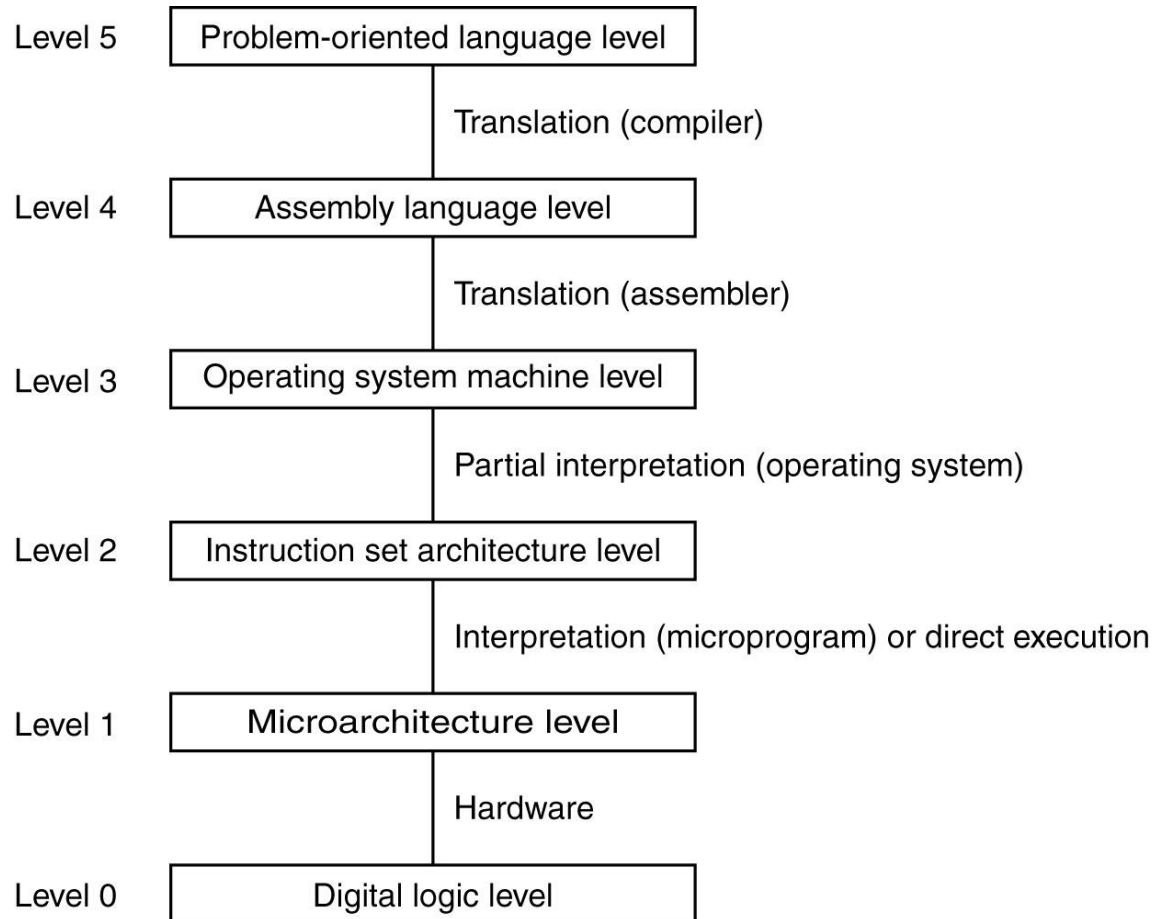 Level 5 Problem-oriented language level
Translation (compiler)
Level 4 Assembly language level
Translation (assembler)
Level 3 Operating system machine level
Partial interpretation (operating system)
Level 2 Instruction set architecture level
Interpretation (microprogram) or direct execution
Level 1 Microarchitecture level
Hardware
Level 0 Digital logic level